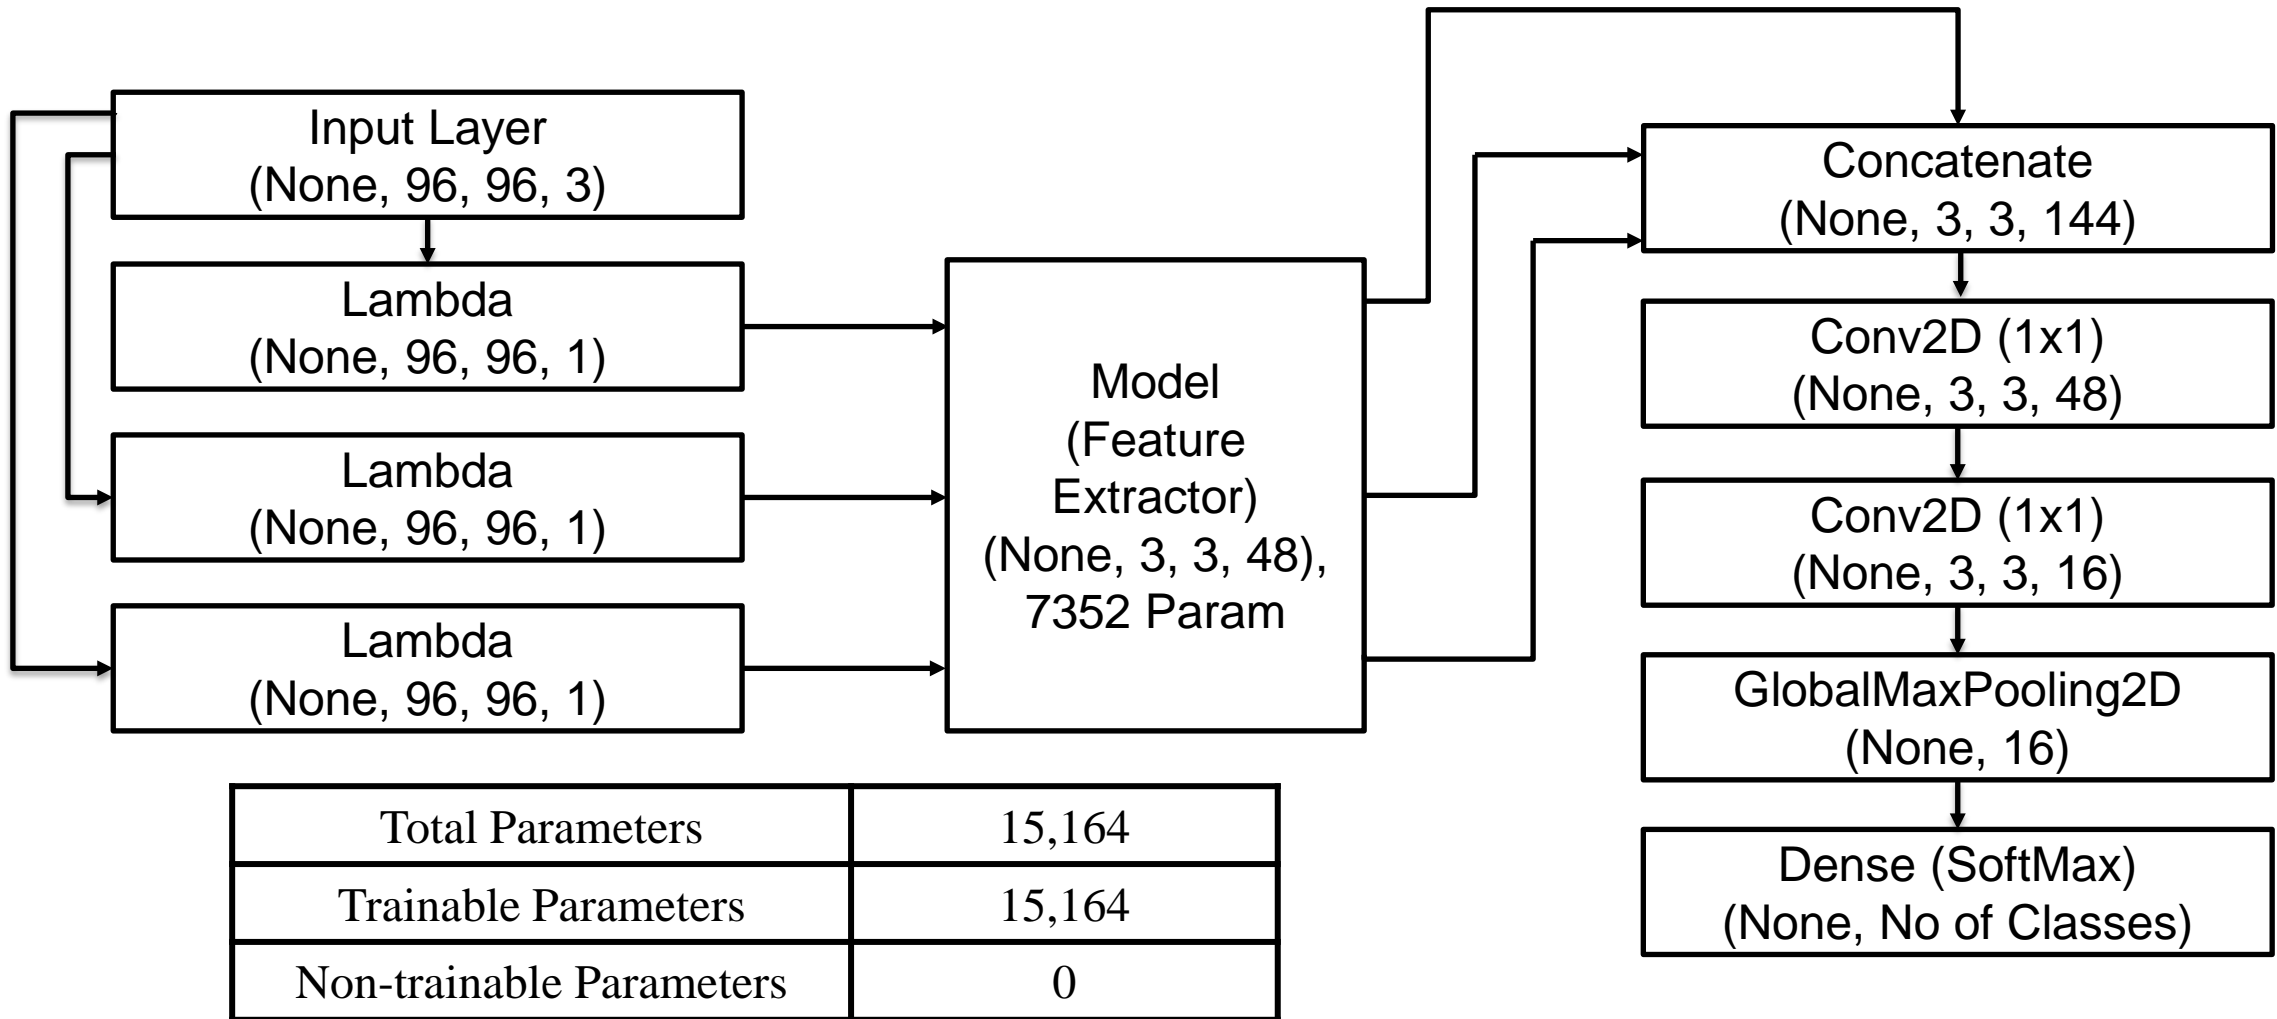 Input Layer
(None, 96, 96, 3)
Lambda
(None, 96, 96, 1)
Lambda
(None, 96, 96, 1)
Lambda
(None, 96, 96, 1)
Model
(Feature
Extractor)
(None, 3, 3, 48),
7352 Param
Concatenate
(None, 3, 3, 144)
Conv2D (1x1)
(None, 3, 3, 48)
Conv2D (1x1)
(None, 3, 3, 16)
GlobalMaxPooling2D
(None, 16)
Dense (SoftMax)
(None, No of Classes)
Total Parameters 15,164
Trainable Parameters 15,164
Non-trainable Parameters 0